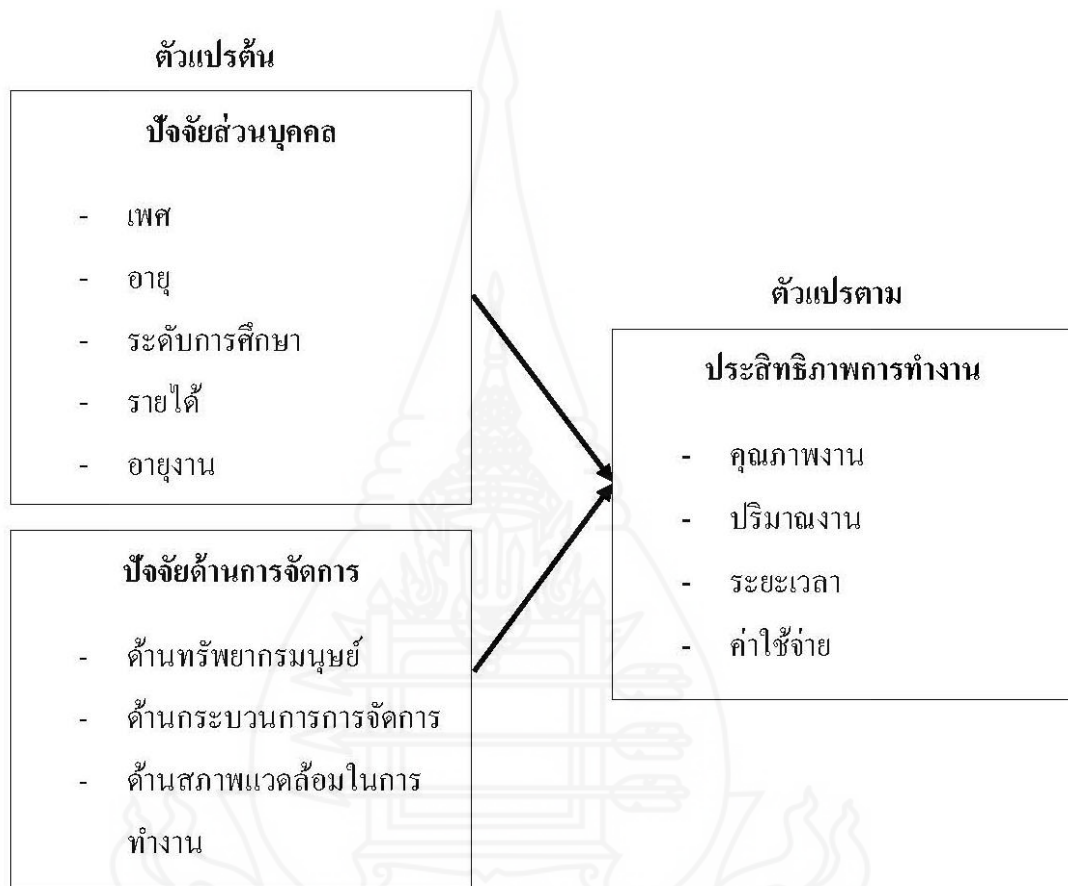 ตัวแปรต้น
ปัจจัยส่วนบุคคล
- เพศ
- อายุ
- ระดับการศึกษา
- รายได้
- อายุงาน
ปัจจัยด้านการจัดการ
- ด้านทรัพยากรมนุษย์
- ด้านกระบวนการการจัดการ
- ด้านสภาพแวดล้อมในการ
ทำงาน
ตัวแปรตาม
ประสิทธิภาพการทำงาน
- คุณภาพงาน
- ปริมาณงาน
- ระยะเวลา
- ค่าใช้จ่าย